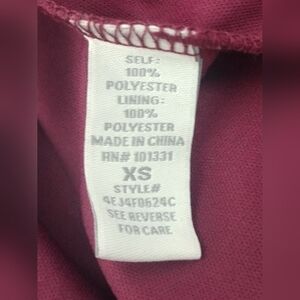 SELF:
100%
POLYESTER
LINING:
100%
POLYESTER
MADE IN CHINA
RN# 101331
XS
STYLE#
4EJ4F0624C
SEE REVERSE
FOR CARE